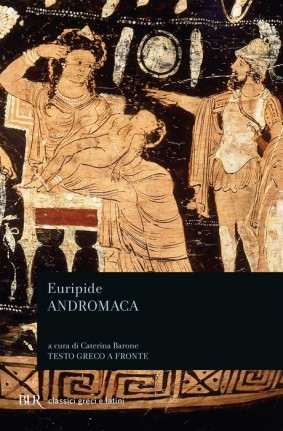 Euripide
ANDROMACA
a cura di Caterina Barone
TESTO GRECO A FRONTE
BUR classici greci e latini